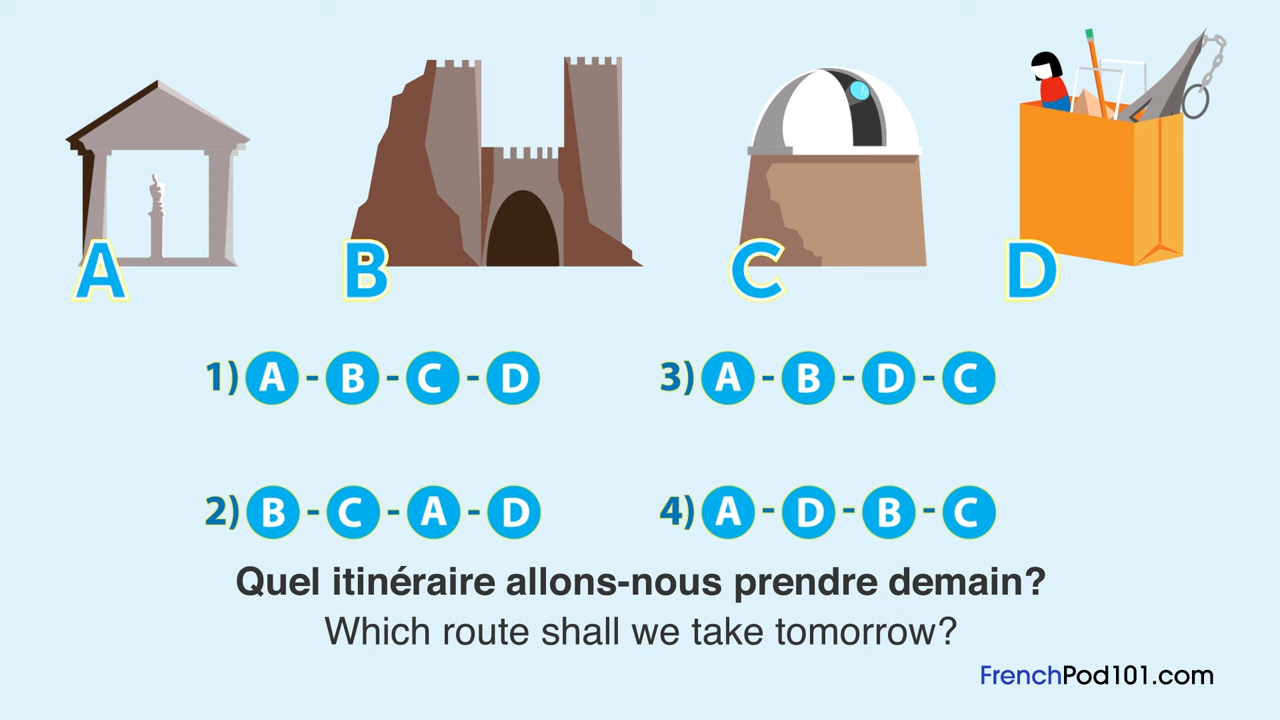 A B C D
1) A - B - C - D
3) A - B - D - C
2) B - C - A - D
4) A - D - B - C
Quel itinéraire allons-nous prendre demain?
Which route shall we take tomorrow?
FrenchPod101.com